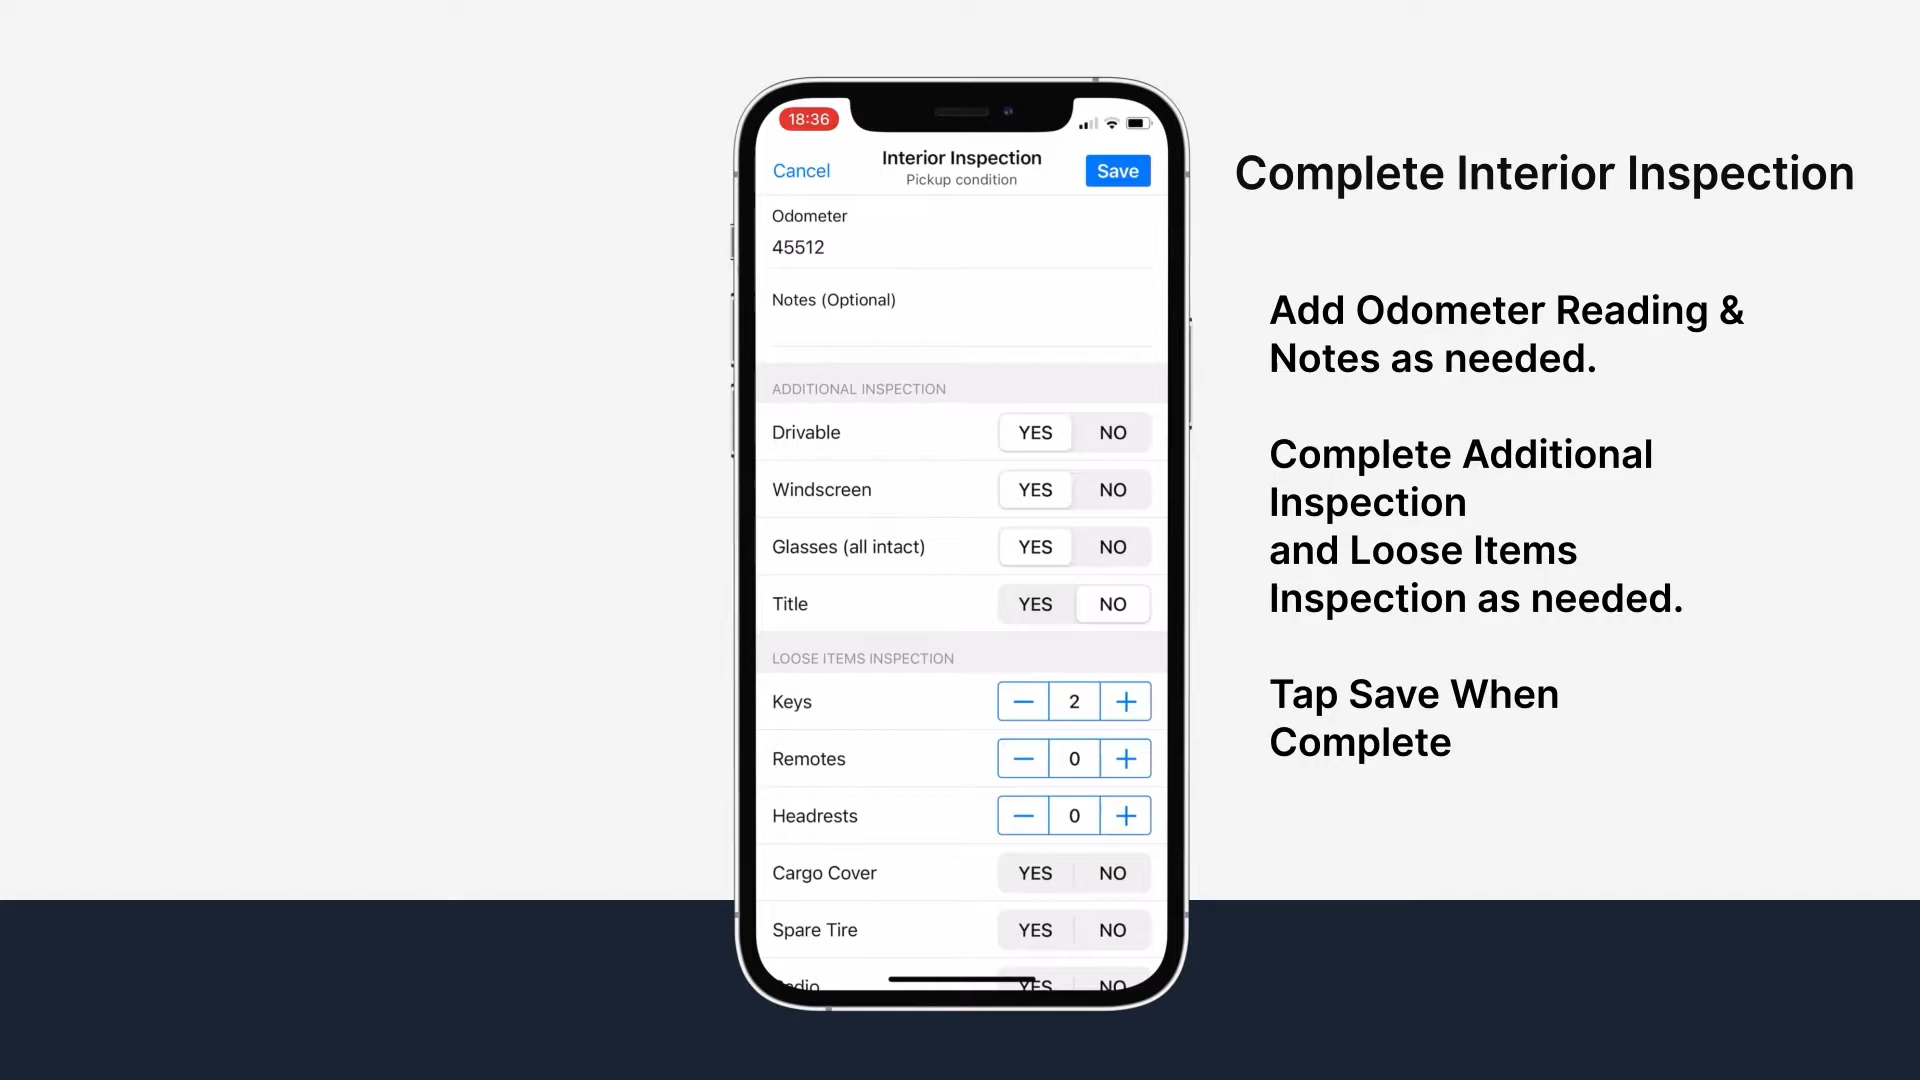 18:36
Cancel
Interior Inspection
Pickup condition
Save
Odometer
45512
Notes (Optional)
ADDITIONAL INSPECTION
Drivable YES NO
Windscreen YES NO
Glasses (all intact) YES NO
Title YES NO
LOOSE ITEMS INSPECTION
Keys 2
Remotes 0
Headrests 0
Cargo Cover YES NO
Spare Tire YES NO
YES NO
Complete Interior Inspection
Add Odometer Reading &
Notes as needed.
Complete Additional
Inspection
and Loose Items
Inspection as needed.
Tap Save When
Complete